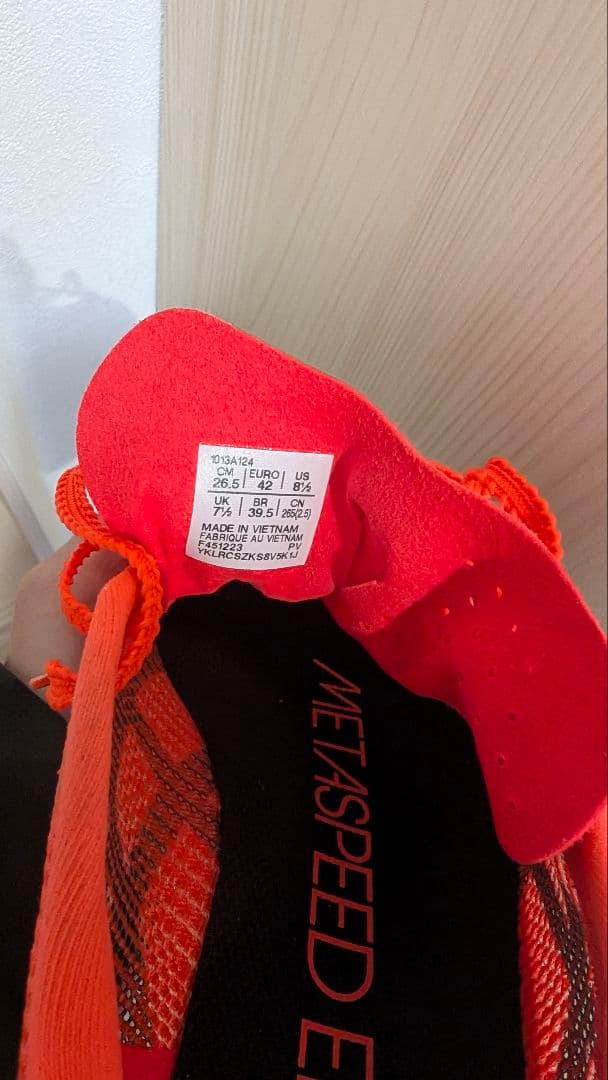 1013A124
CM EURO US
26.5 42 8½
UK BR CN
7½ 39.5 265(2.5)
MADE IN VIETNAM
FABRIQUE AU VIETNAM
F451223 PV
YKLRCSZKS8V5K1J
METASPEED E